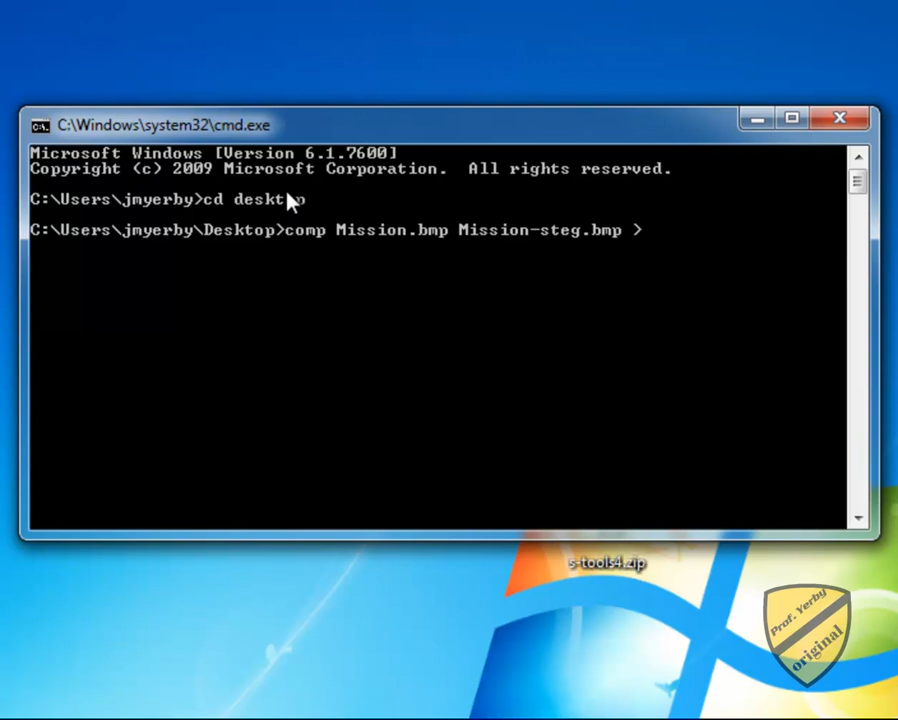 C:\Windows\system32\cmd.exe
Microsoft Windows [Version 6.1.7600]
Copyright (c) 2009 Microsoft Corporation.  All rights reserved.
C:\Users\jmyerby>cd desktop
C:\Users\jmyerby\Desktop>comp Mission.bmp Mission-steg.bmp >
s-tools4.zip
Prof. Yerby
original